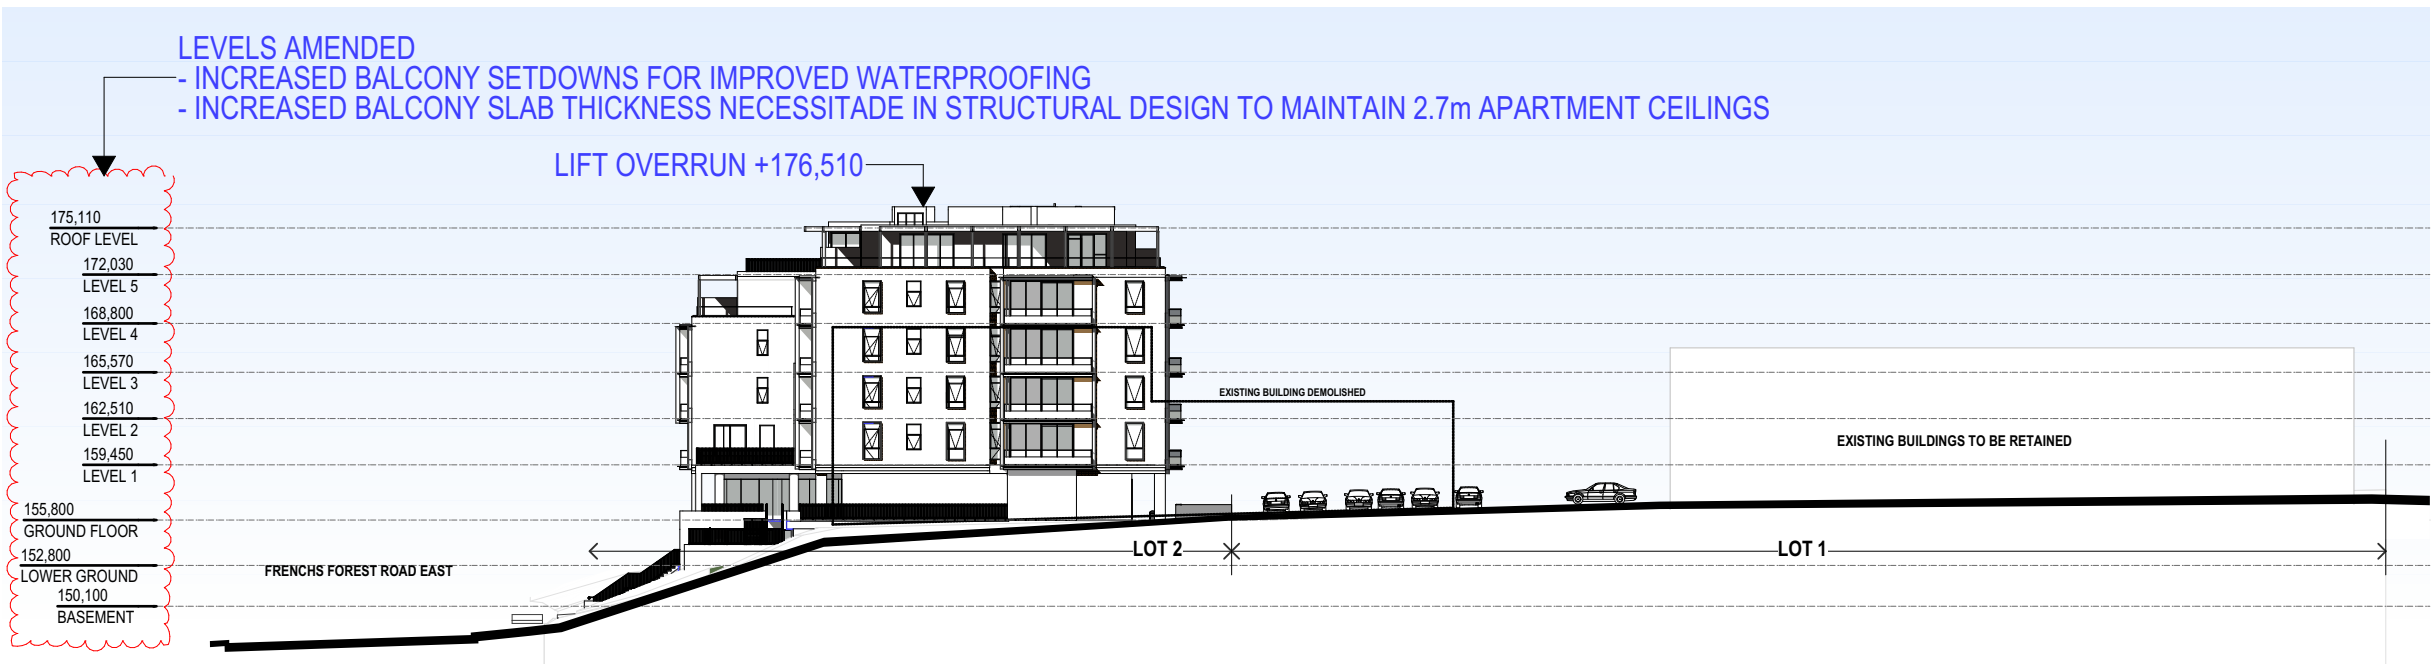 LEVELS AMENDED
- INCREASED BALCONY SETDOWNS FOR IMPROVED WATERPROOFING
- INCREASED BALCONY SLAB THICKNESS NECESSITADE IN STRUCTURAL DESIGN TO MAINTAIN 2.7m APARTMENT CEILINGS
LIFT OVERRUN +176,510
175,110
ROOF LEVEL
172,030
LEVEL 5
168,800
LEVEL 4
165,570
LEVEL 3
162,510
LEVEL 2
159,450
LEVEL 1
155,800
GROUND FLOOR
152,800
LOWER GROUND
150,100
BASEMENT
EXISTING BUILDING DEMOLISHED
EXISTING BUILDINGS TO BE RETAINED
LOT 2
LOT 1
FRENCHS FOREST ROAD EAST